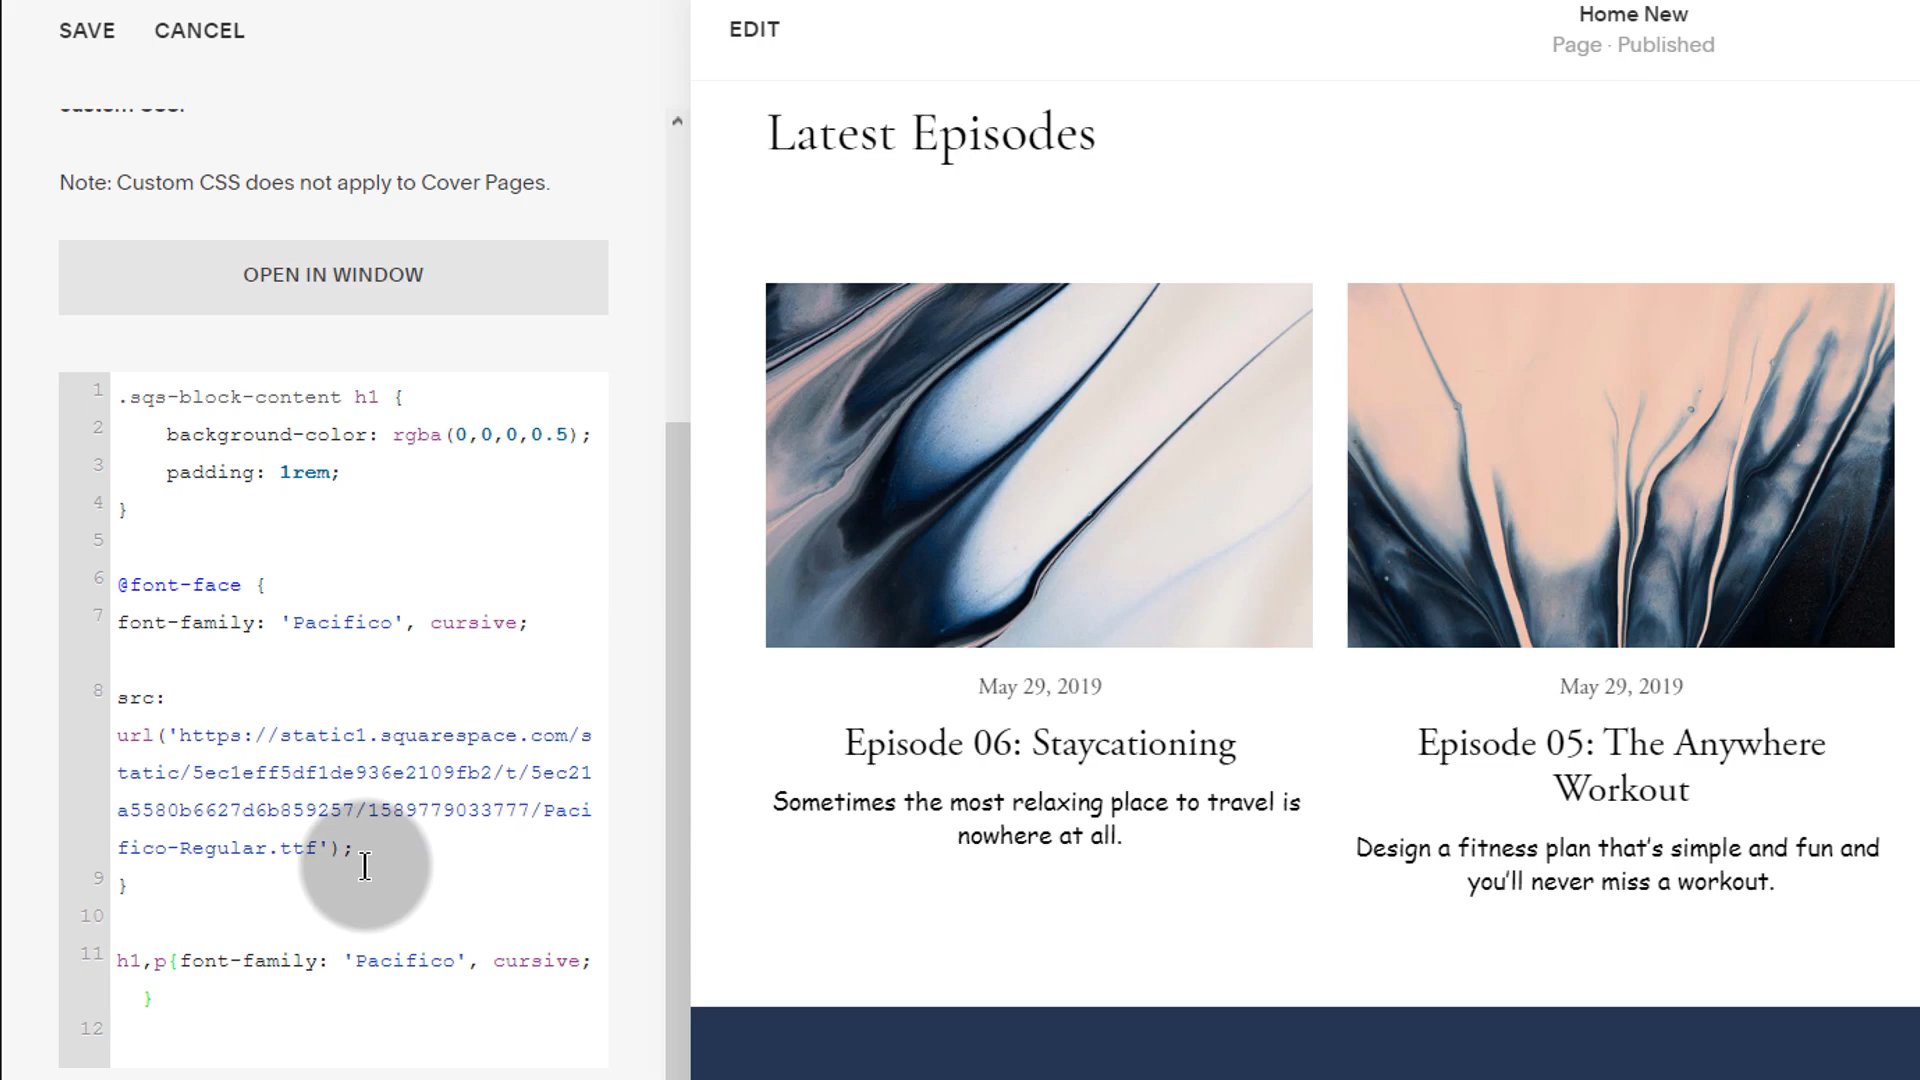 SAVE CANCEL
Custom CSS.
Note: Custom CSS does not apply to Cover Pages.
OPEN IN WINDOW
1 .sqs-block-content h1 {
2 background-color: rgba(0,0,0,0.5);
3 padding: 1rem;
4 }
5
6 @font-face {
7 font-family: 'Pacifico', cursive;
8 src:
url('https://static1.squarespace.com/s
tatic/5ec1eff5df1de936e2109fb2/t/5ec21
a5580b6627d6b859257/1589779033777/Paci
fico-Regular.ttf');
9 }
10
11 h1,p{font-family: 'Pacifico', cursive;
}
12
EDIT
Home New
Page · Published
Latest Episodes
May 29, 2019
Episode 06: Staycationing
Sometimes the most relaxing place to travel is
nowhere at all.
May 29, 2019
Episode 05: The Anywhere
Workout
Design a fitness plan that's simple and fun and
you'll never miss a workout.